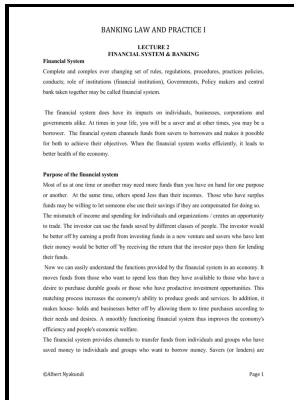 BANKING LAW AND PRACTICE I
LECTURE 2
FINANCIAL SYSTEM & BANKING
Financial System
Complete and complex ever changing set of rules, regulations, procedures, practices policies,
conducts; role of institutions (financial institution), Governments, Policy makers and central
bank taken together may be called financial system.
The financial system does have its impacts on individuals, businesses, corporations and
governments alike. At times in your life, you will be a saver and at other times, you may be a
borrower. The financial system channels funds from savers to borrowers and makes it possible
for both to achieve their objectives. When the financial system works efficiently, it leads to
better health of the economy.
Purpose of the financial system
Most of us at one time or another may need more funds than you have on hand for one purpose
or another. At the same time, others spend less than their incomes. Those who have surplus
funds may be willing to let someone else use their savings if they are compensated for doing so.
The mismatch of income and spending for individuals and organizations / creates an opportunity
to trade. The investor can use the funds saved by different classes of people. The investor would
be better off by earning a profit from investing funds in a new venture and savers who have lent
their money would be better off 'by receiving the return that the investor pays them for lending
their funds.
Now we can easily understand the functions provided by the financial system in an economy. It
moves funds from those who want to spend less than they have available to those who have a
desire to purchase durable goods or those who have productive investment opportunities. This
matching process increases the economy's ability to produce goods and services. In addition, it
makes house- holds and businesses better off by allowing them to time purchases according to
their needs and desires. A smoothly functioning financial system thus improves the economy's
efficiency and people's economic welfare.
The financial system provides channels to transfer funds from individuals and groups who have
saved money to individuals and groups who want to borrow money. Savers (or lenders) are
©Albert Nyakundi
Page 1